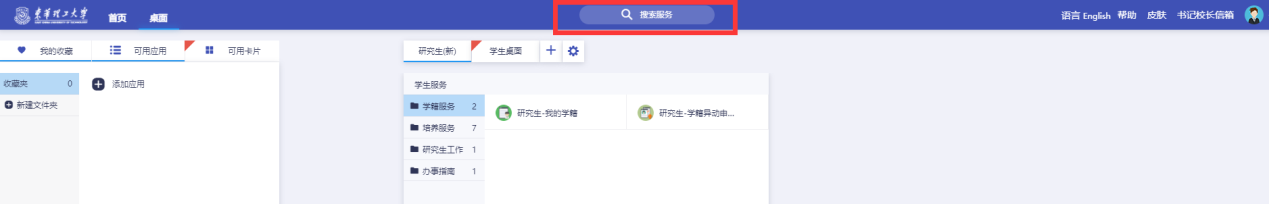 东华理工大学 首页 桌面 搜索服务 语言 English 帮助 皮肤 书记校长信箱
我的收藏 可用应用 可用卡片 研究生(新) 学生桌面
收藏夹 0 添加应用 学生服务
新建文件夹
学籍服务 2 研究生-我的学籍 研究生-学籍异动申...
培养服务 7
研究生工作 1
办事指南 1